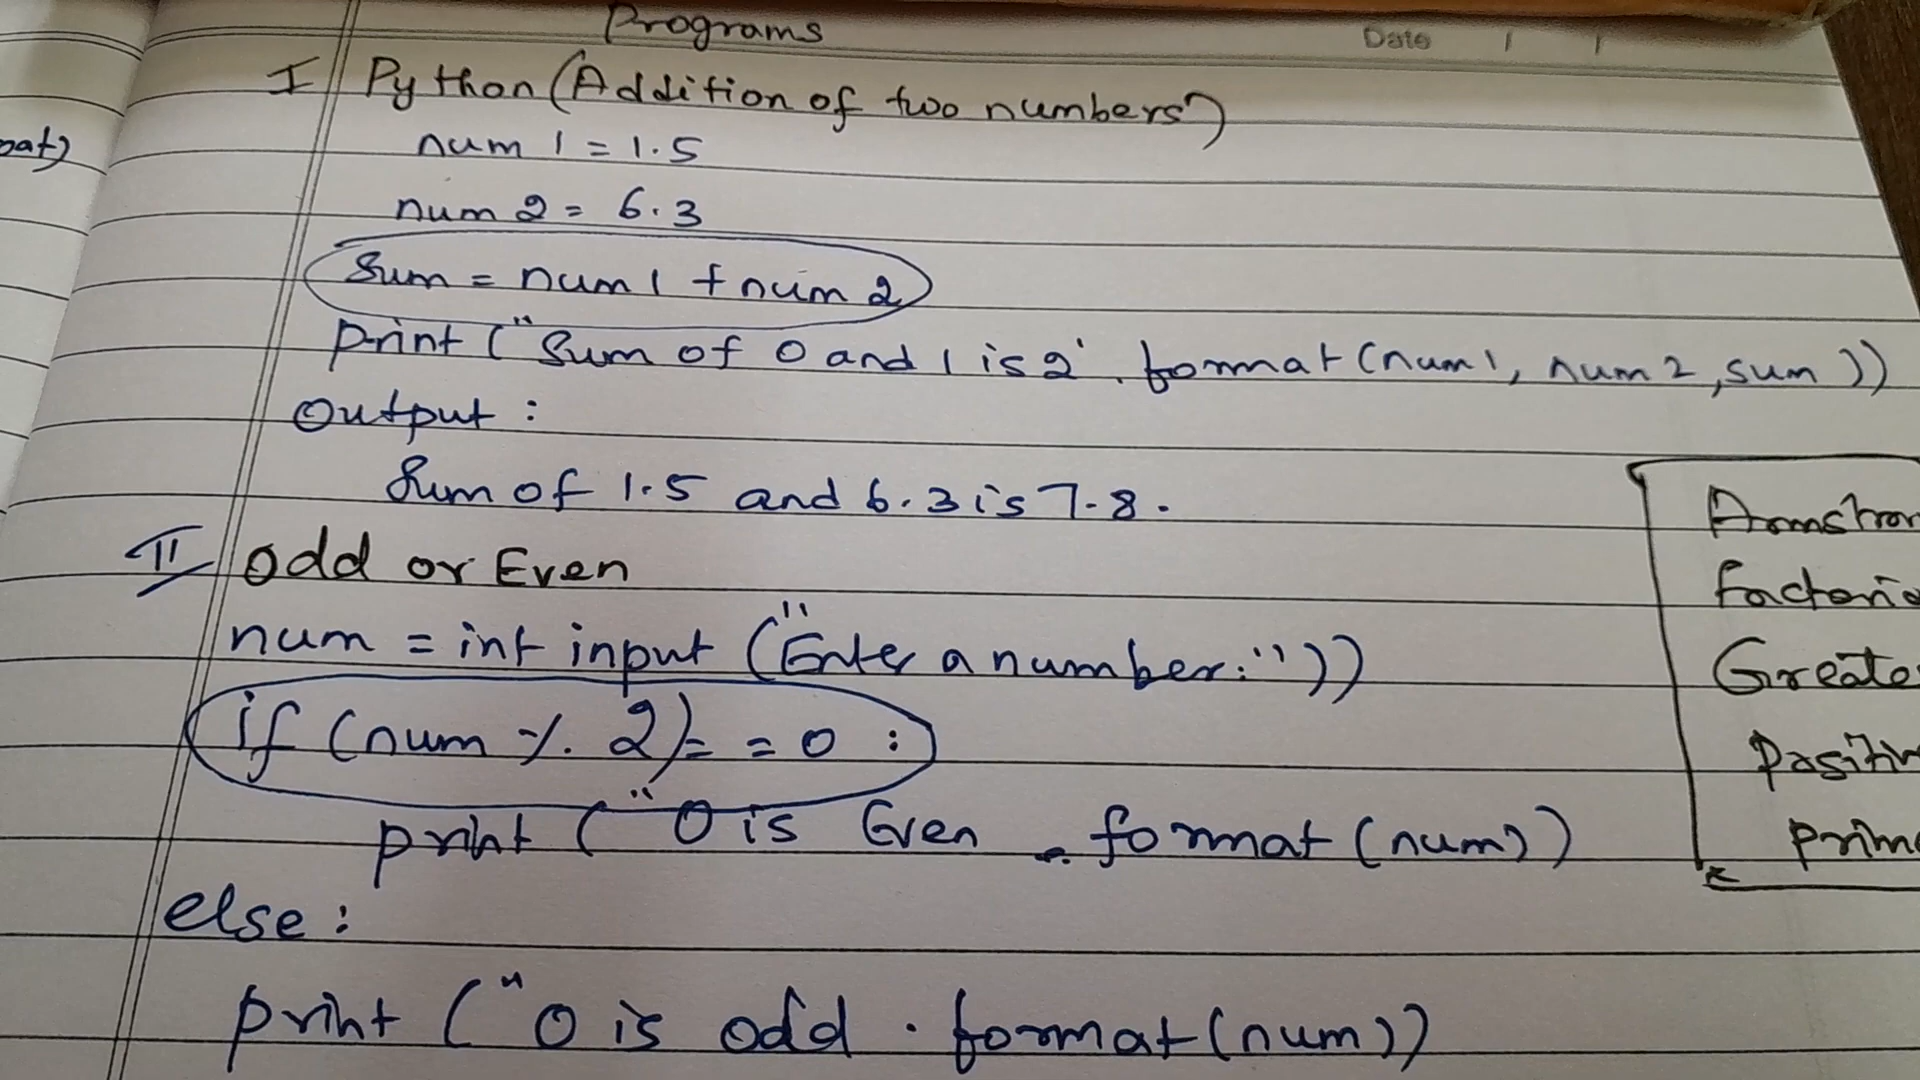 Programs
Date
I Python (Addition of two numbers)
num 1 = 1.5
num 2 = 6.3
Sum = num 1 + num 2
print ("Sum of 0 and 1 is 2". format (num1, num 2, sum))
Output :
Sum of 1.5 and 6.3 is 7.8.
II odd or Even
num = int input ("Enter a number:"))
if (num % 2) = = 0 :
print ("0 is Even . format (num))
else :
print ("0 is odd . format (num))
Armstron
Factoria
Greate
Positiv
prim